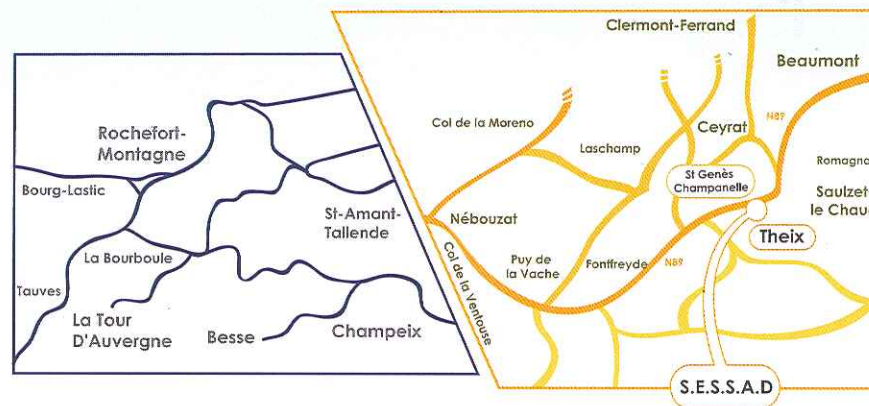 Clermont-Ferrand
Beaumont
N89
Ceyrat
Col de la Moreno
Laschamp
Romagna
St Genès
Champanelle
Saulzet
le Chau
Nébouzat
Theix
Puy de
la Vache
Fontfreyde
N89
Col de la Ventouse
S.E.S.S.A.D
Rochefort-
Montagne
Bourg-Lastic
St-Amant-
Tallende
La Bourboule
Tauves
La Tour
D'Auvergne
Besse
Champeix